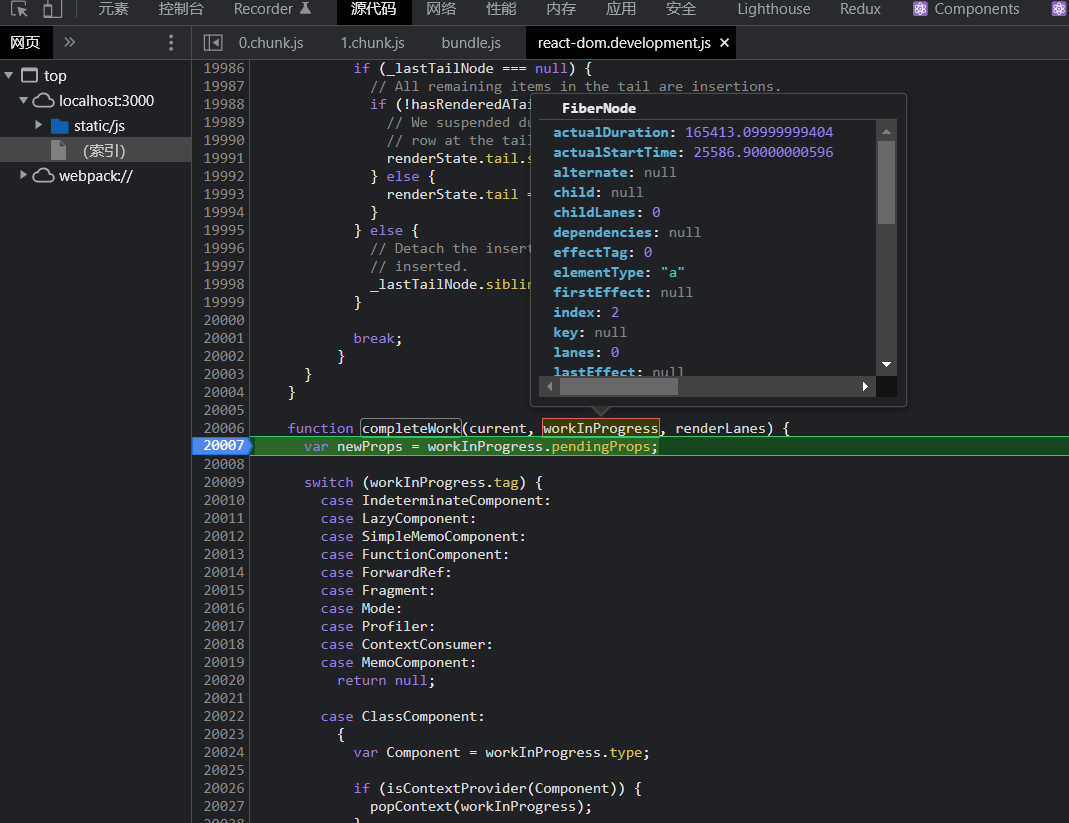 元素 控制台 Recorder 源代码 网络 性能 内存 应用 安全 Lighthouse Redux Components
网页 0.chunk.js 1.chunk.js bundle.js react-dom.development.js ×
top
localhost:3000
static/js
(索引)
webpack://
19986 if (_lastTailNode === null) {
19987 // All remaining items in the tail are insertions.
19988 if (!hasRenderedATai
19989 // We suspended du
19990 // row at the tail
19991 renderState.tail.s
19992 } else {
19993 renderState.tail =
19994 }
19995 } else {
19996 // Detach the insert
19997 // inserted.
19998 _lastTailNode.siblin
19999 }
20000
20001 break;
20002 }
20003 }
20004 }
20005
FiberNode
actualDuration: 165413.09999999404
actualStartTime: 25586.90000000596
alternate: null
child: null
childLanes: 0
dependencies: null
effectTag: 0
elementType: "a"
firstEffect: null
index: 2
key: null
lanes: 0
lastEffect: null
20006 function completeWork(current, workInProgress, renderLanes) {
20007 var newProps = workInProgress.pendingProps;
20008
20009 switch (workInProgress.tag) {
20010 case IndeterminateComponent:
20011 case LazyComponent:
20012 case SimpleMemoComponent:
20013 case FunctionComponent:
20014 case ForwardRef:
20015 case Fragment:
20016 case Mode:
20017 case Profiler:
20018 case ContextConsumer:
20019 case MemoComponent:
20020 return null;
20021
20022 case ClassComponent:
20023 {
20024 var Component = workInProgress.type;
20025
20026 if (isContextProvider(Component)) {
20027 popContext(workInProgress);
20028 }